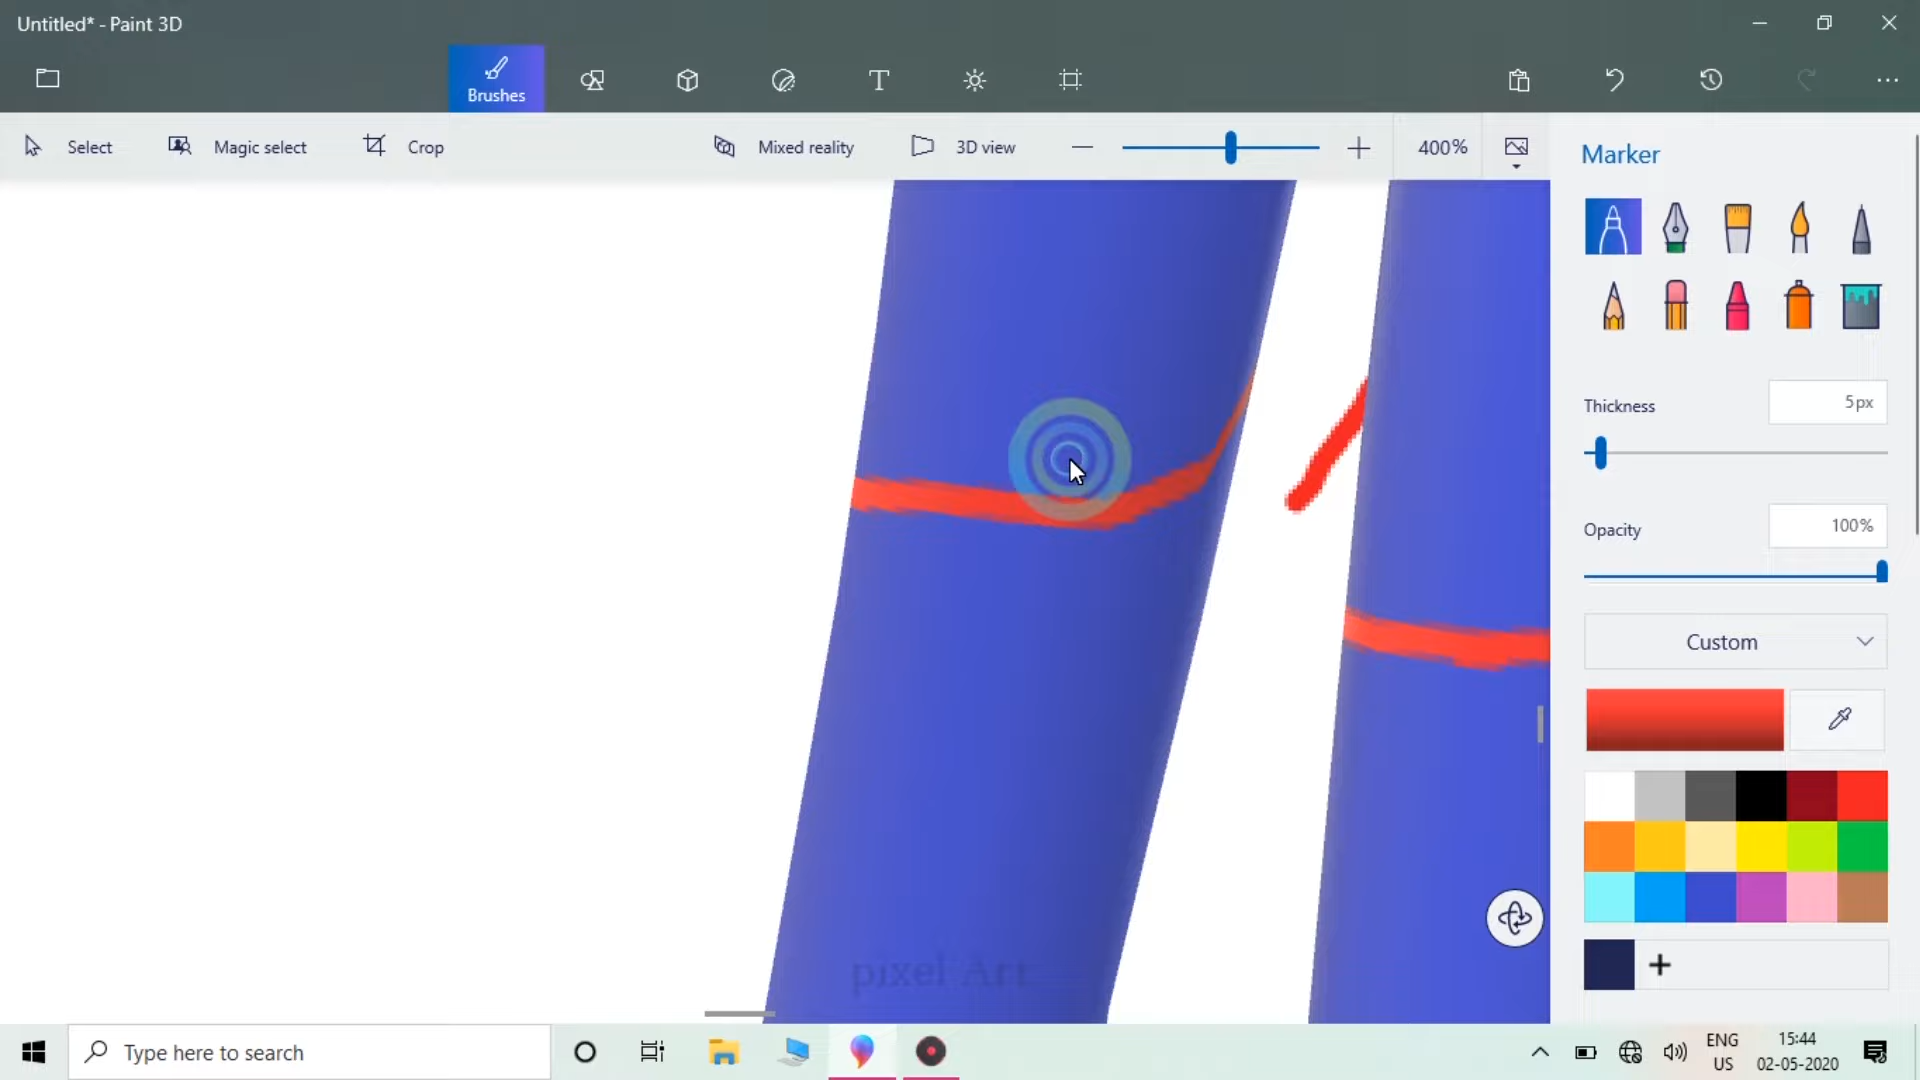 Untitled* - Paint 3D
Brushes
Select
Magic select
Crop
Mixed reality
3D view
400%
Marker
Thickness
5px
Opacity
100%
Custom
pixel Art
Type here to search
ENG
US
15:44
02-05-2020